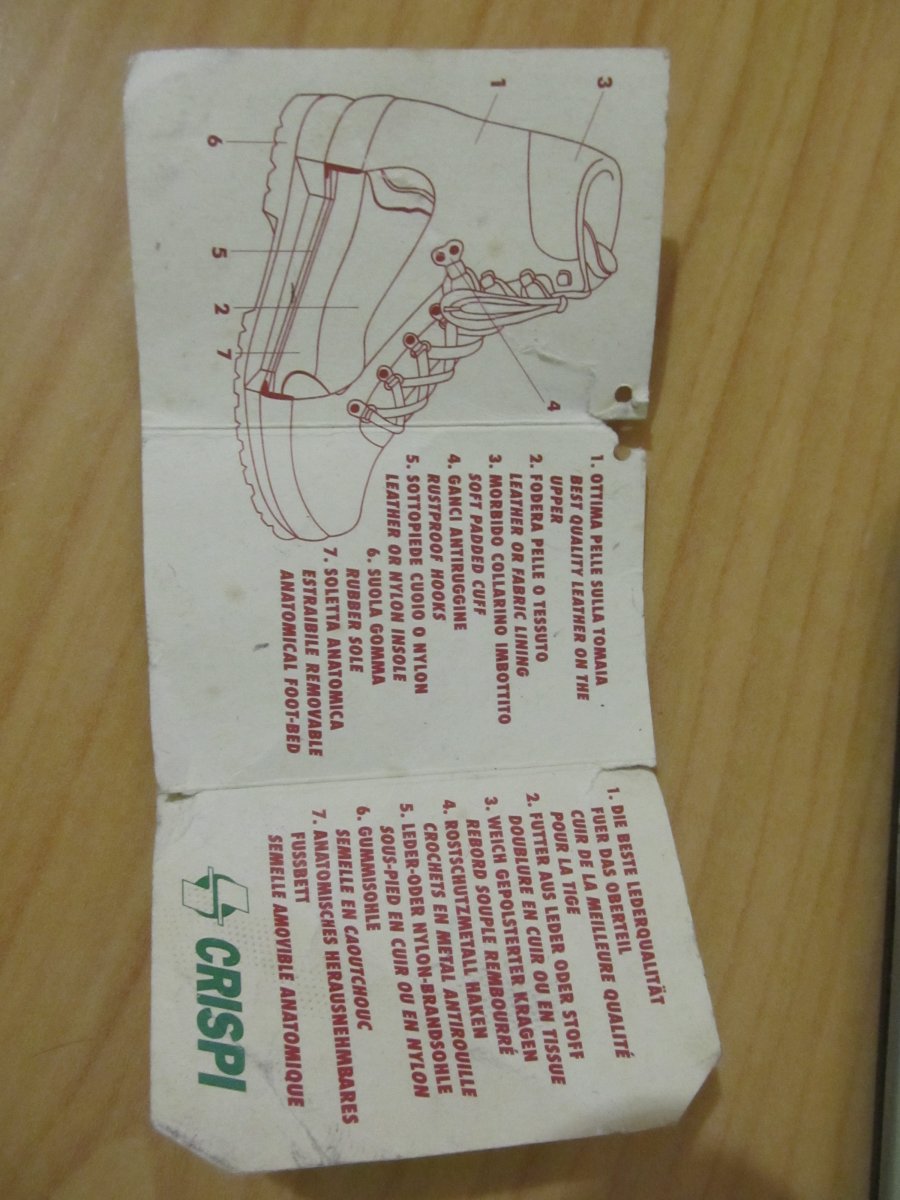 3
1
6
5
2
7
4
1. OTTIMA PELLE SULLA TOMAIA
BEST QUALITY LEATHER ON THE
UPPER
2. FODERA PELLE O TESSUTO
LEATHER OR FABRIC LINING
3. MORBIDO COLLARINO IMBOTTITO
SOFT PADDED CUFF
4. GANCI ANTIRUGGINE
RUSTPROOF HOOKS
5. SOTTOPIEDE CUOIO O NYLON
LEATHER OR NYLON INSOLE
6. SUOLA GOMMA
RUBBER SOLE
7. SOLETTA ANATOMICA
ESTRAIBILE REMOVABLE
ANATOMICAL FOOT-BED
1. DIE BESTE LEDERQUALITÄT
FUER DAS OBERTEIL
CUIR DE LA MEILLEURE QUALITÉ
POUR LA TIGE
2. FUTTER AUS LEDER ODER STOFF
DOUBLURE EN CUIR OU EN TISSUE
3. WEICH GEPOLSTERTER KRAGEN
REBORD SOUPLE REMBOURÉ
4. ROSTSCHUTZMETALL HAKEN
CROCHETS EN METAL ANTIROUILLE
5. LEDER-ODER NYLON-BRANDSOHLE
SOUS-PIED EN CUIR OU EN NYLON
6. GUMMISOHLE
SEMELLE EN CAOUTCHOUC
7. ANATOMISCHES HERAUSNEHMBARES
FUSSBETT
SEMELLE AMOVIBLE ANATOMIQUE
CRISPI